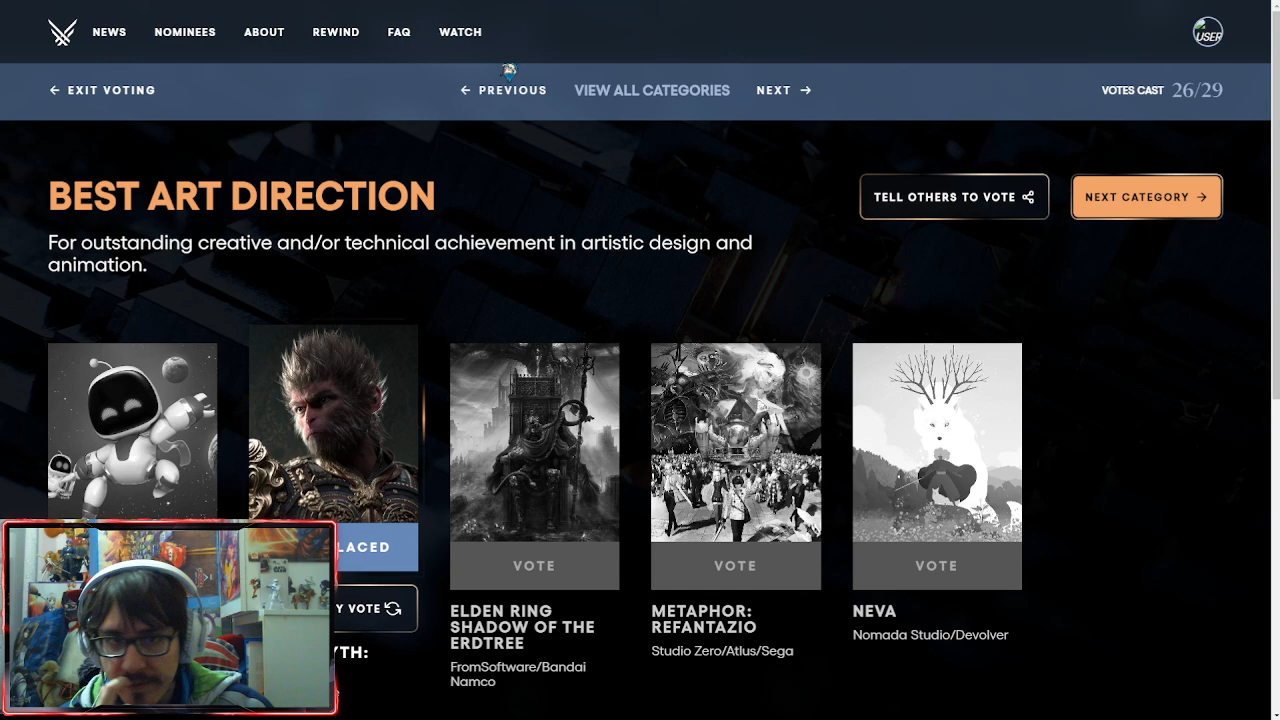 NEWS NOMINEES ABOUT REWIND FAQ WATCH
USER
EXIT VOTING
PREVIOUS VIEW ALL CATEGORIES NEXT
VOTES CAST 26/29
BEST ART DIRECTION
TELL OTHERS TO VOTE
NEXT CATEGORY
For outstanding creative and/or technical achievement in artistic design and
animation.
LACED
Y VOTE
YTH:
VOTE
ELDEN RING
SHADOW OF THE
ERDTREE
FromSoftware/Bandai
Namco
VOTE
METAPHOR:
REFANTAZIO
Studio Zero/Atlus/Sega
VOTE
NEVA
Nomada Studio/Devolver